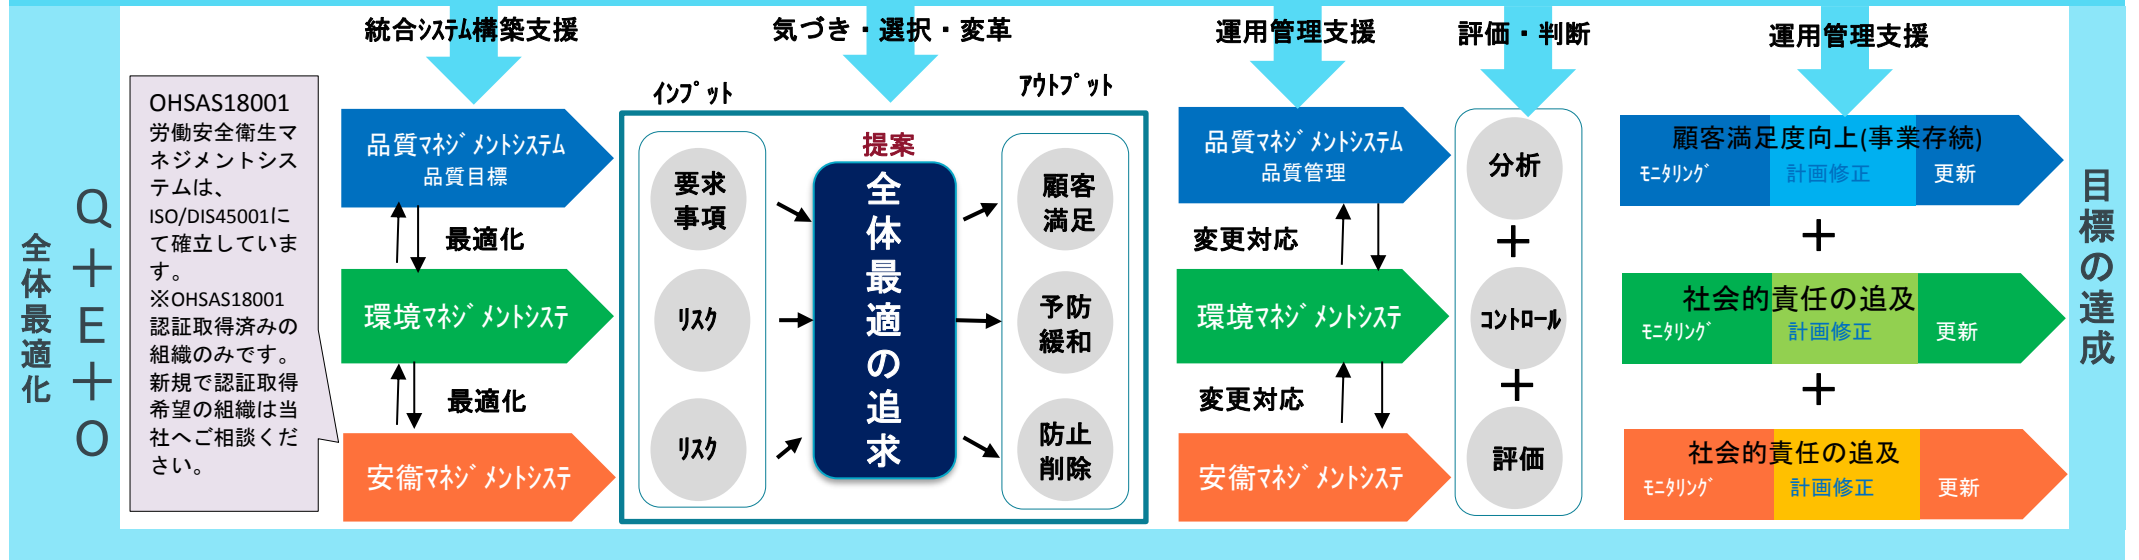 統合ｼｽﾃﾑ構築支援
気づき・選択・変革
運用管理支援
評価・判断
運用管理支援
全体最適化
Q＋E＋O
OHSAS18001
労働安全衛生マ
ネジメントシス
テムは、
ISO/DIS45001に
て確立していま
す。
※OHSAS18001
認証取得済みの
組織のみです。
新規で認証取得
希望の組織は当
社へご相談くだ
さい。
品質ﾏﾈｼﾞﾒﾝﾄｼｽﾃﾑ
品質目標
最適化
環境ﾏﾈｼﾞﾒﾝﾄｼｽﾃ
最適化
安衞ﾏﾈｼﾞﾒﾝﾄｼｽﾃ
ｲﾝﾌﾟｯﾄ
要求
事項
ﾘｽｸ
ﾘｽｸ
提案
全体最適の追求
ｱｳﾄﾌﾟｯﾄ
顧客
満足
予防
緩和
防止
削除
品質ﾏﾈｼﾞﾒﾝﾄｼｽﾃﾑ
品質管理
変更対応
環境ﾏﾈｼﾞﾒﾝﾄｼｽﾃ
変更対応
安衞ﾏﾈｼﾞﾒﾝﾄｼｽﾃ
分析
＋
ｺﾝﾄﾛｰﾙ
＋
評価
顧客満足度向上(事業存続)
ﾓﾆﾀﾘﾝｸﾞ 計画修正 更新
＋
社会的責任の追及
ﾓﾆﾀﾘﾝｸﾞ 計画修正 更新
＋
社会的責任の追及
ﾓﾆﾀﾘﾝｸﾞ 計画修正 更新
目標の達成